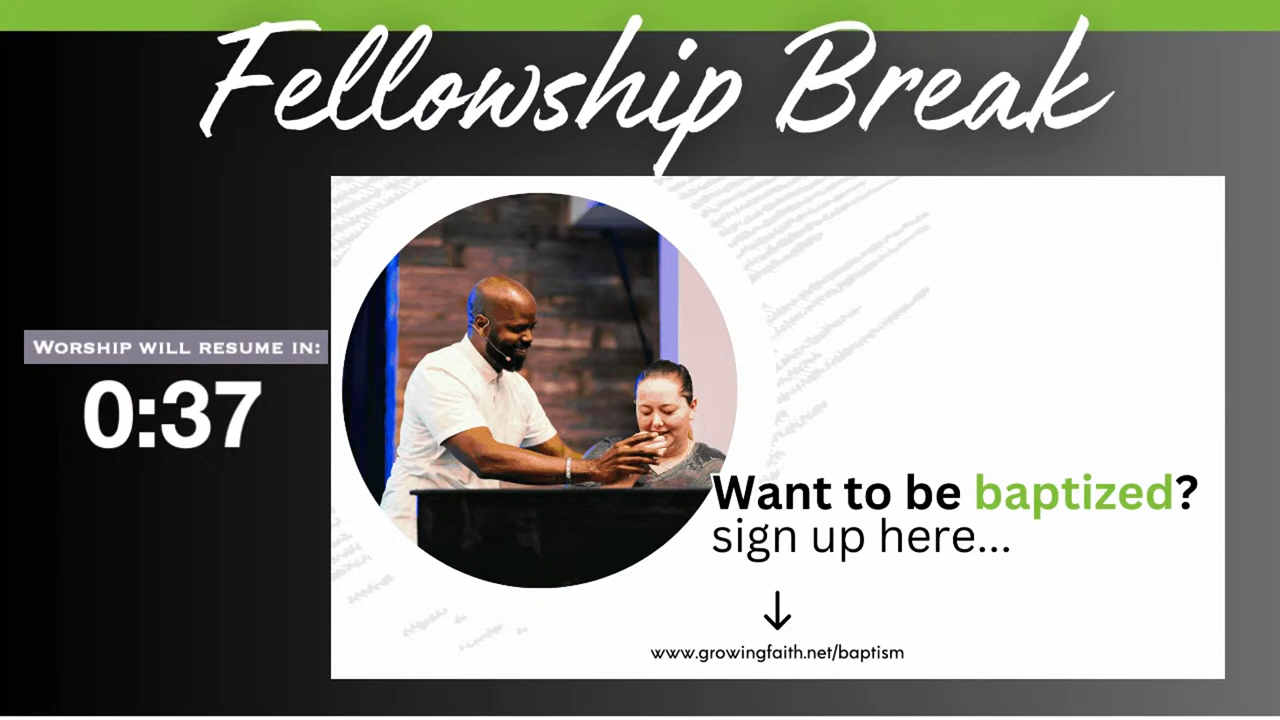 Fellowship Break
WORSHIP WILL RESUME IN:
0:37
Want to be baptized?
sign up here...
www.growingfaith.net/baptism